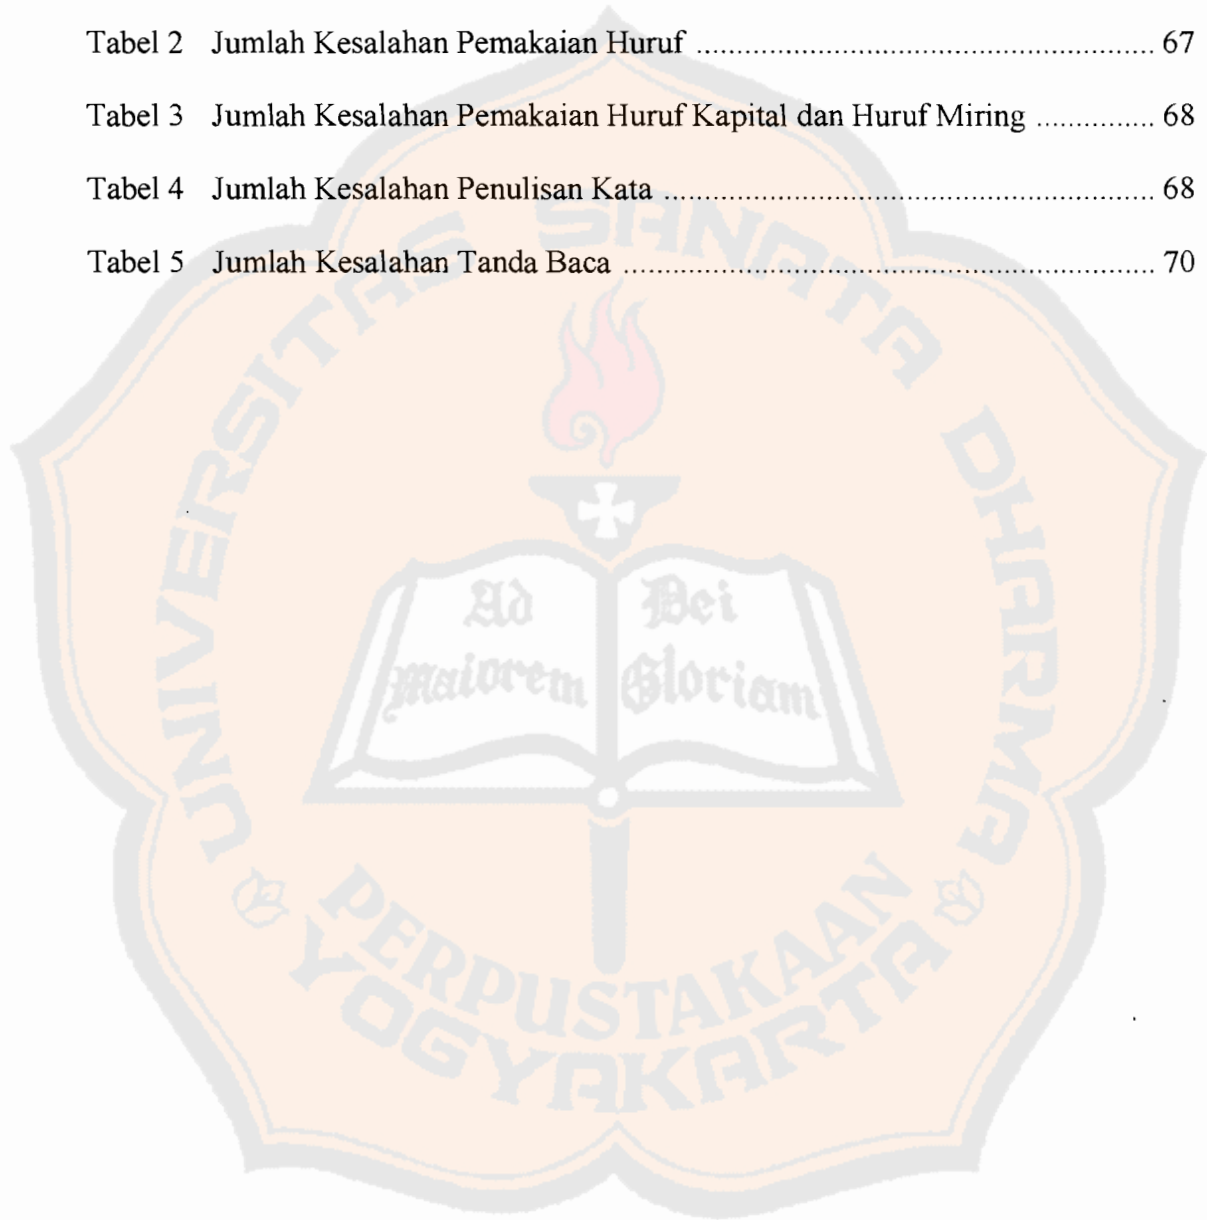 Tabel 2 Jumlah Kesalahan Pemakaian Huruf ........................................................ 67
Tabel 3 Jumlah Kesalahan Pemakaian Huruf Kapital dan Huruf Miring ............... 68
Tabel 4 Jumlah Kesalahan Penulisan Kata ............................................................ 68
Tabel 5 Jumlah Kesalahan Tanda Baca ................................................................. 70
UNIVERSITAS SANATA DHARMA
Ad Dei
Maiorem Gloriam
PERPUSTAKAAN
YOGYAKARTA